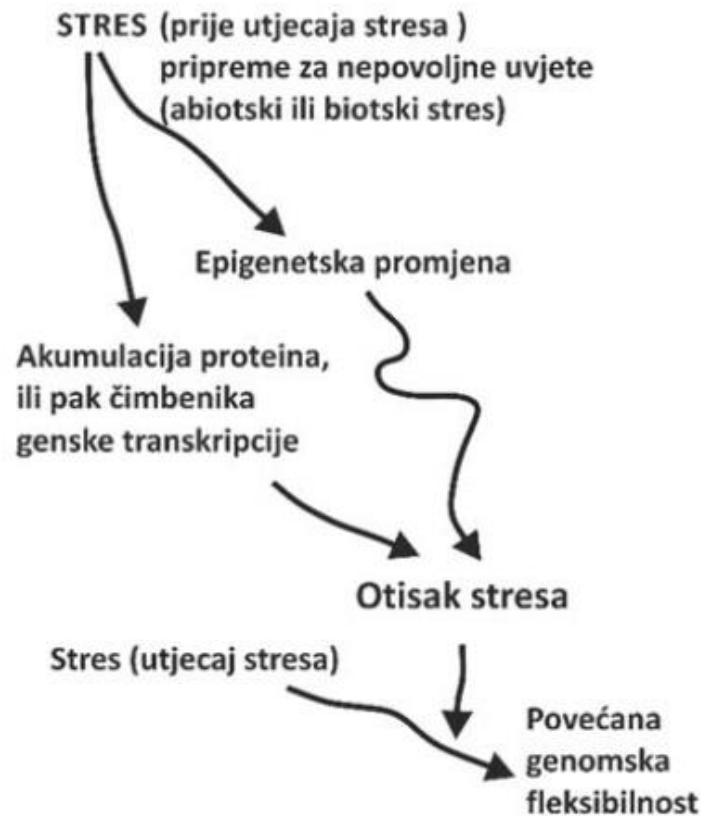 STRES (prije utjecaja stresa )
pripreme za nepovoljne uvjete
(abiotski ili biotski stres)
Epigenetska promjena
Akumulacija proteina,
ili pak čimbenika
genske transkripcije
Otisak stresa
Stres (utjecaj stresa)
Povećana
genomska
fleksibilnost